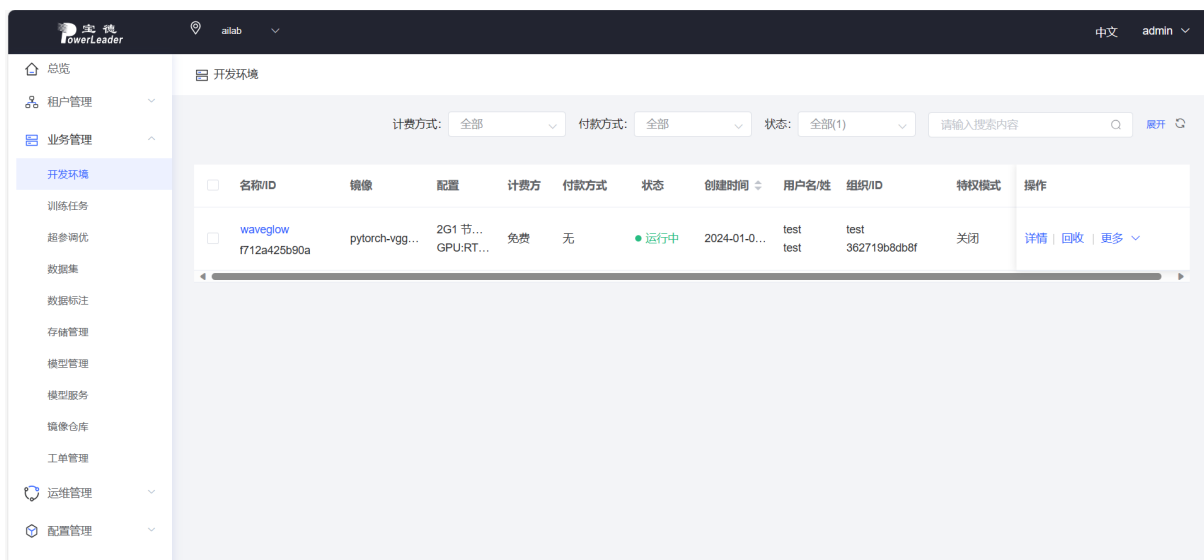 宝德
PowerLeader
ailab
中文 admin
总览
租户管理
业务管理
开发环境
训练任务
超参调优
数据集
数据标注
存储管理
模型管理
模型服务
镜像仓库
工单管理
运维管理
配置管理
开发环境
计费方式: 全部 付款方式: 全部 状态: 全部(1) 请输入搜索内容 展开
名称/ID 镜像 配置 计费方 付款方式 状态 创建时间 用户名/姓 组织/ID 特权模式 操作
waveglow pytorch-vgg... 2G1 节... 免费 无 运行中 2024-01-0... test test 关闭 详情 回收 更多
f712a425b90a GPU:RT... test 362719b8db8f